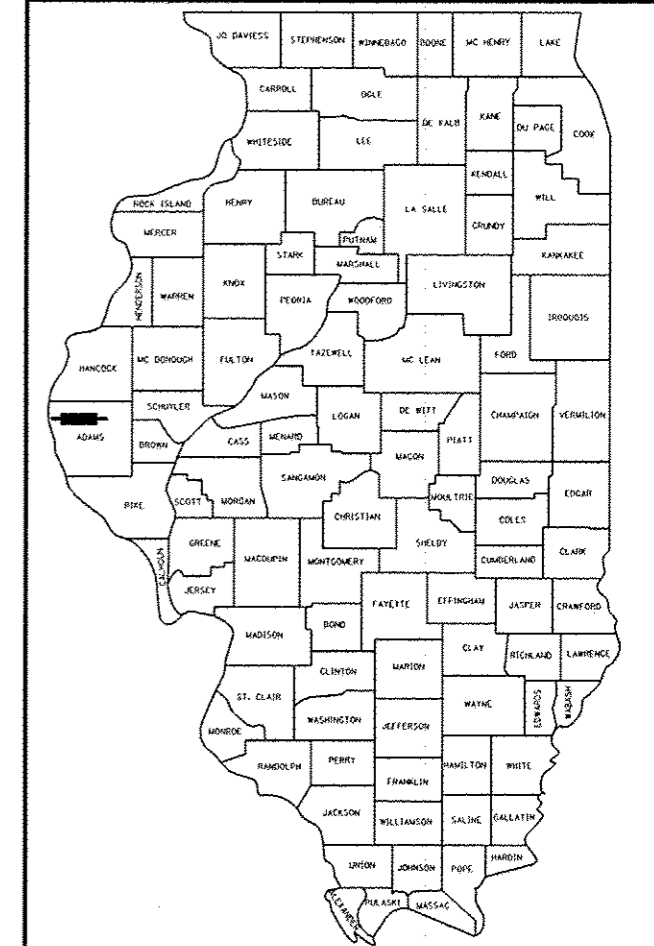 JO DAVIESS
STEPHENSON
WINNEBAGO
BOONE
MC HENRY
LAKE
CARROLL
OGLE
DE KALB
KANE
DU PAGE
COOK
WHITESIDE
LEE
KENDALL
WILL
ROCK ISLAND
HENRY
BUREAU
LA SALLE
GRUNDY
MERCER
PUTNAM
KANKAKEE
STARK
MARSHALL
LIVINGSTON
HENDERSON
WARREN
KNOX
PEORIA
WOODFORD
IROQUOIS
HANCOCK
MC DONOUGH
FULTON
TAZEWELL
MC LEAN
FORD
MASON
SCHUYLER
LOGAN
DE WITT
CHAMPAIGN
VERMILION
ADAMS
BROWN
CASS
MENARD
MACON
PIATT
SANGAMON
DOUGLAS
PIKE
SCOTT
MORGAN
MOULTRIE
EDGAR
CHRISTIAN
COLES
GREENE
MACOUPIN
MONTGOMERY
SHELBY
CUMBERLAND
CLARK
CALHOUN
JERSEY
FAYETTE
EFFINGHAM
JASPER
CRAWFORD
MADISON
BOND
CLAY
RICHLAND
LAWRENCE
CLINTON
MARION
ST. CLAIR
WAYNE
EDWARDS
WABASH
WASHINGTON
JEFFERSON
MONROE
RANDOLPH
PERRY
HAMILTON
WHITE
FRANKLIN
JACKSON
WILLIAMSON
SALINE
GALLATIN
UNION
JOHNSON
POPE
HARDIN
ALEXANDER
PULASKI
MASSAC